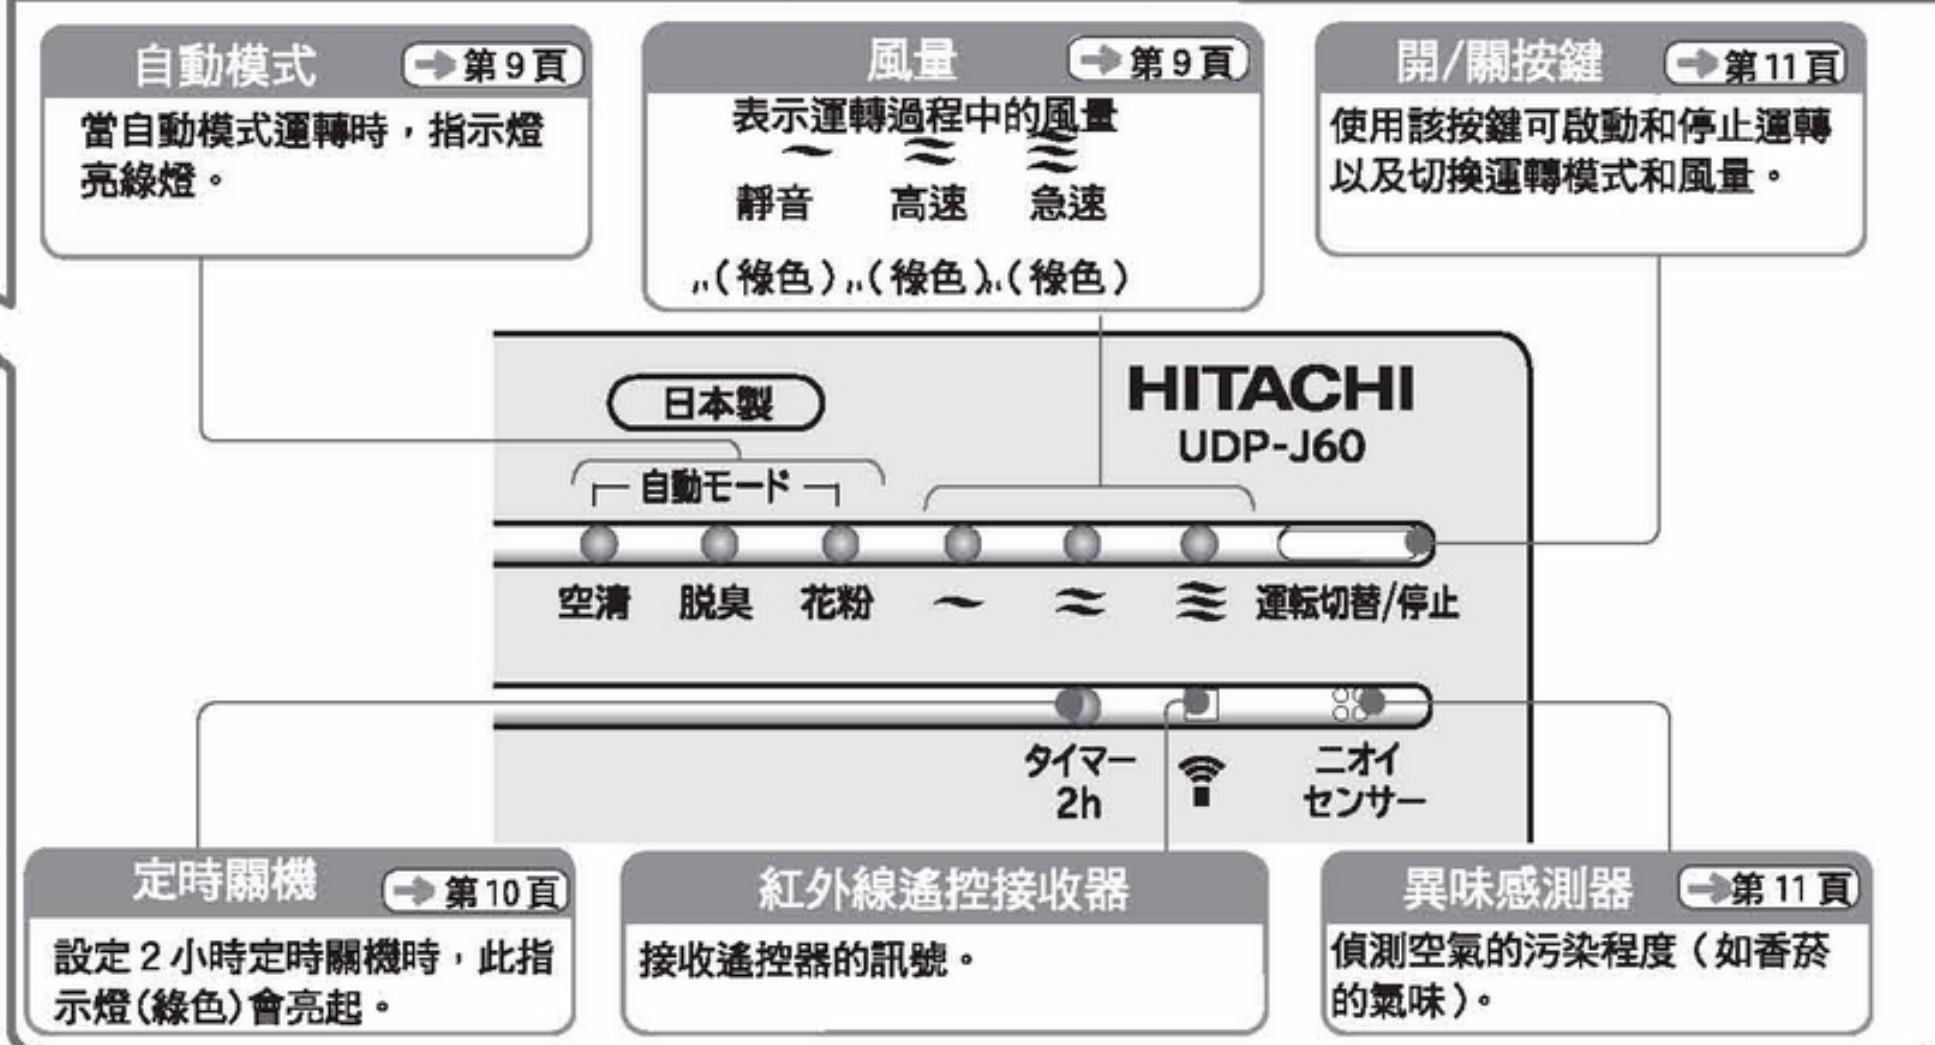 自動模式 第9頁
當自動模式運轉時，指示燈
亮綠燈。
風量 第9頁
表示運轉過程中的風量
靜音 高速 急速
(綠色) (綠色) (綠色)
開/關按鍵 第11頁
使用該按鍵可啟動和停止運轉
以及切換運轉模式和風量。
日本製
HITACHI
UDP-J60
自動モード
空清 脱臭 花粉 運転切替/停止
タイマー
2h
ニオイ
センサー
定時關機 第10頁
設定2小時定時關機時，此指
示燈(綠色)會亮起。
紅外線遙控接收器
接收遙控器的訊號。
異味感測器 第11頁
偵測空氣的污染程度（如香菸
的氣味）。